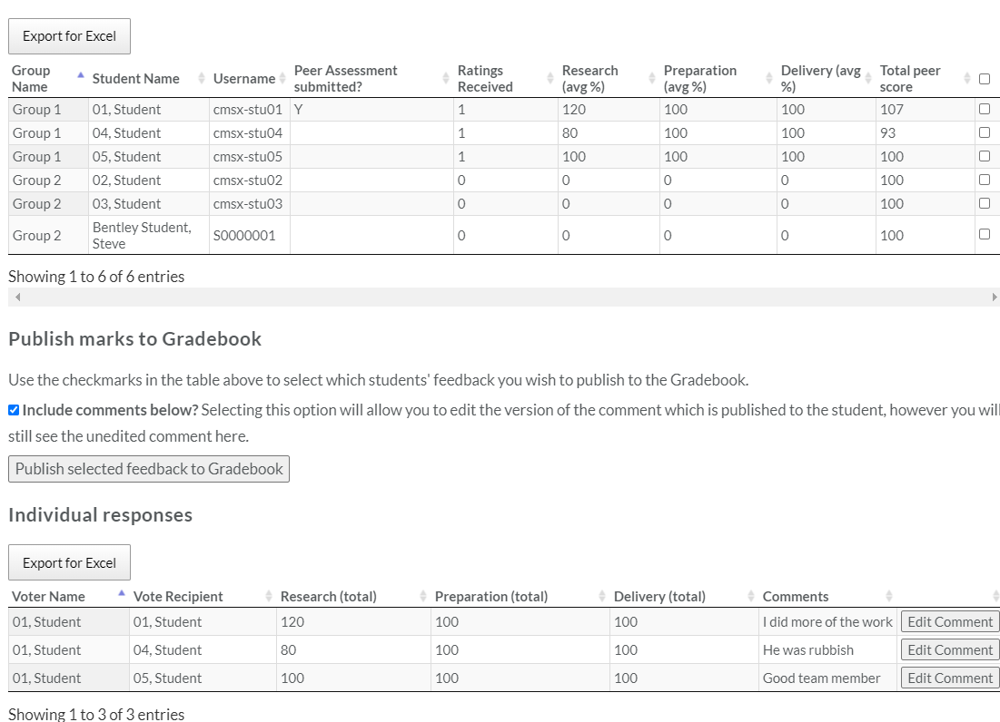 Export for Excel
Group Name Student Name Username Peer Assessment submitted? Ratings Received Research (avg %) Preparation (avg %) Delivery (avg %) Total peer score
Group 1 01, Student cmsx-stu01 Y 1 120 100 100 107
Group 1 04, Student cmsx-stu04 1 80 100 100 93
Group 1 05, Student cmsx-stu05 1 100 100 100 100
Group 2 02, Student cmsx-stu02 0 0 0 0 100
Group 2 03, Student cmsx-stu03 0 0 0 0 100
Group 2 Bentley Student, Steve S0000001 0 0 0 0 100
Showing 1 to 6 of 6 entries
Publish marks to Gradebook
Use the checkmarks in the table above to select which students' feedback you wish to publish to the Gradebook.
Include comments below? Selecting this option will allow you to edit the version of the comment which is published to the student, however you will
still see the unedited comment here.
Publish selected feedback to Gradebook
Individual responses
Export for Excel
Voter Name Vote Recipient Research (total) Preparation (total) Delivery (total) Comments
01, Student 01, Student 120 100 100 I did more of the work Edit Comment
01, Student 04, Student 80 100 100 He was rubbish Edit Comment
01, Student 05, Student 100 100 100 Good team member Edit Comment
Showing 1 to 3 of 3 entries